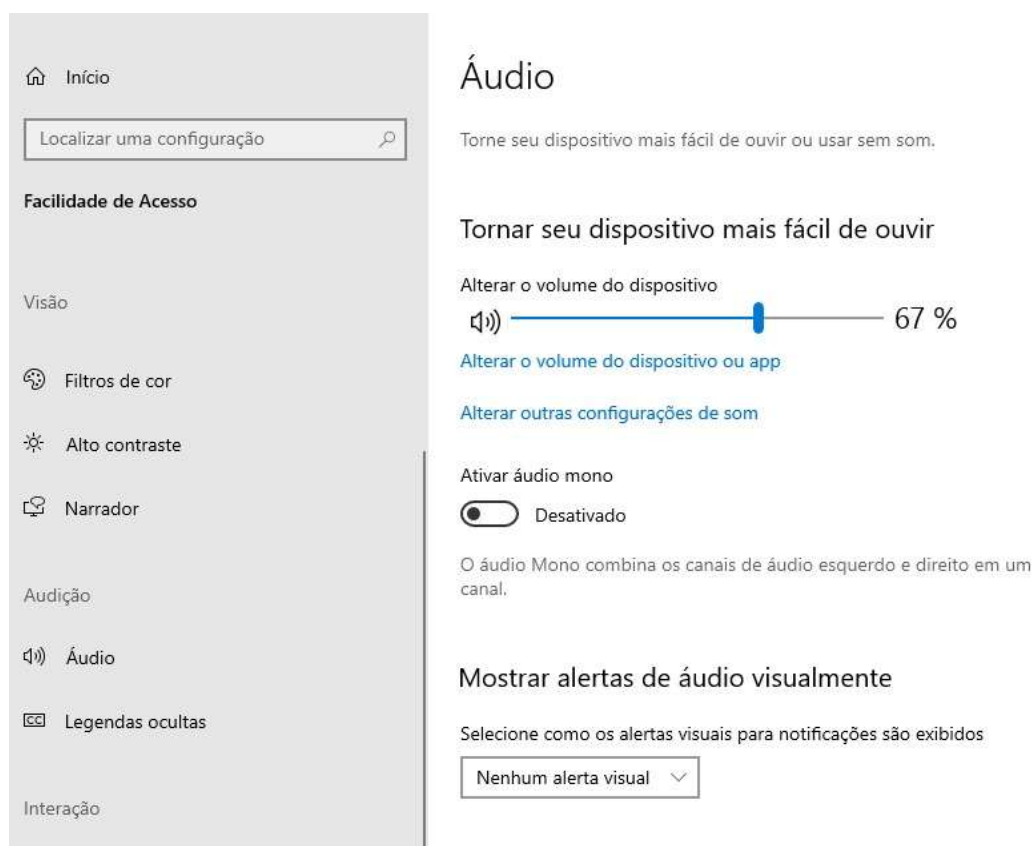 Início
Localizar uma configuração
Facilidade de Acesso
Visão
Filtros de cor
Alto contraste
Narrador
Audição
Áudio
CC Legendas ocultas
Interação
Áudio
Torne seu dispositivo mais fácil de ouvir ou usar sem som.
Tornar seu dispositivo mais fácil de ouvir
Alterar o volume do dispositivo
67 %
Alterar o volume do dispositivo ou app
Alterar outras configurações de som
Ativar áudio mono
Desativado
O áudio Mono combina os canais de áudio esquerdo e direito em um
canal.
Mostrar alertas de áudio visualmente
Selecione como os alertas visuais para notificações são exibidos
Nenhum alerta visual